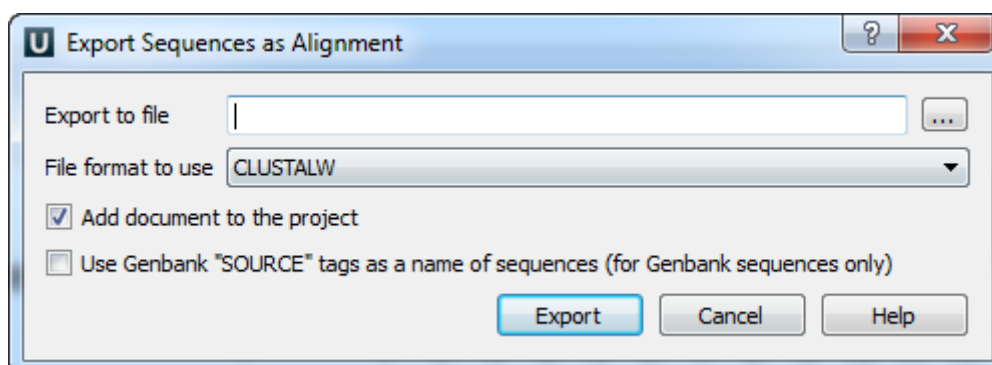 U Export Sequences as Alignment ? X
Export to file ...
File format to use CLUSTALW
Add document to the project
Use Genbank "SOURCE" tags as a name of sequences (for Genbank sequences only)
Export Cancel Help